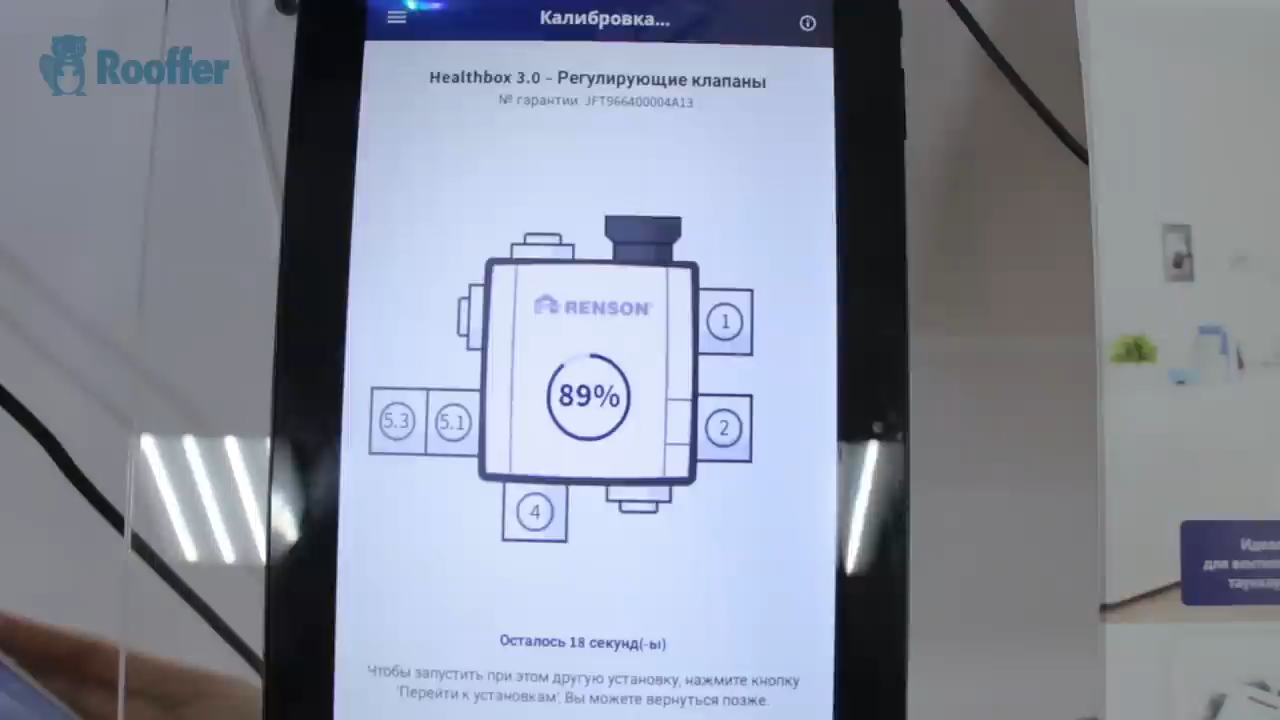 Rooffer
Калибровка...
Healthbox 3.0 - Регулирующие клапаны
№ гарантии JFT966400004A13
RENSON
89%
1
5.3
5.1
2
4
Осталось 18 секунд(-ы)
Чтобы запустить при этом другую установку, нажмите кнопку
'Перейти к установкам'. Вы можете вернуться позже.
для